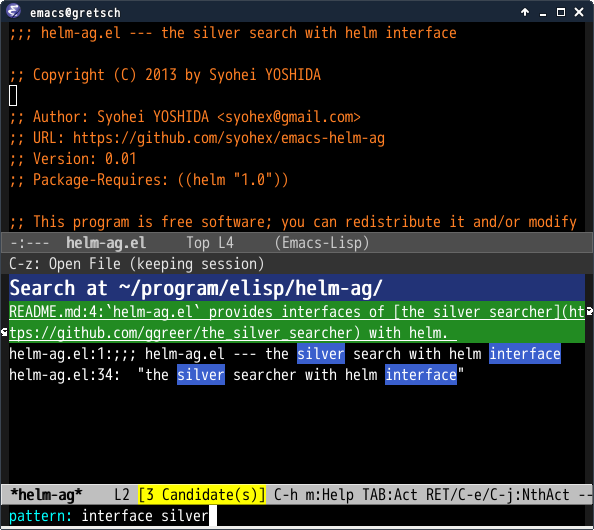 emacs@gretsch
;;; helm-ag.el --- the silver search with helm interface
;; Copyright (C) 2013 by Syohei YOSHIDA
;; Author: Syohei YOSHIDA <syohex@gmail.com>
;; URL: https://github.com/syohex/emacs-helm-ag
;; Version: 0.01
;; Package-Requires: ((helm "1.0"))
;; This program is free software; you can redistribute it and/or modify
-:--- helm-ag.el Top L4 (Emacs-Lisp)
C-z: Open File (keeping session)
Search at ~/program/elisp/helm-ag/
README.md:4:`helm-ag.el` provides interfaces of [the silver searcher](ht
tps://github.com/ggreer/the_silver_searcher) with helm.
helm-ag.el:1:;;; helm-ag.el --- the silver search with helm interface
helm-ag.el:34: "the silver searcher with helm interface"
*helm-ag* L2 [3 Candidate(s)] C-h m:Help TAB:Act RET/C-e/C-j:NthAct --
pattern: interface silver